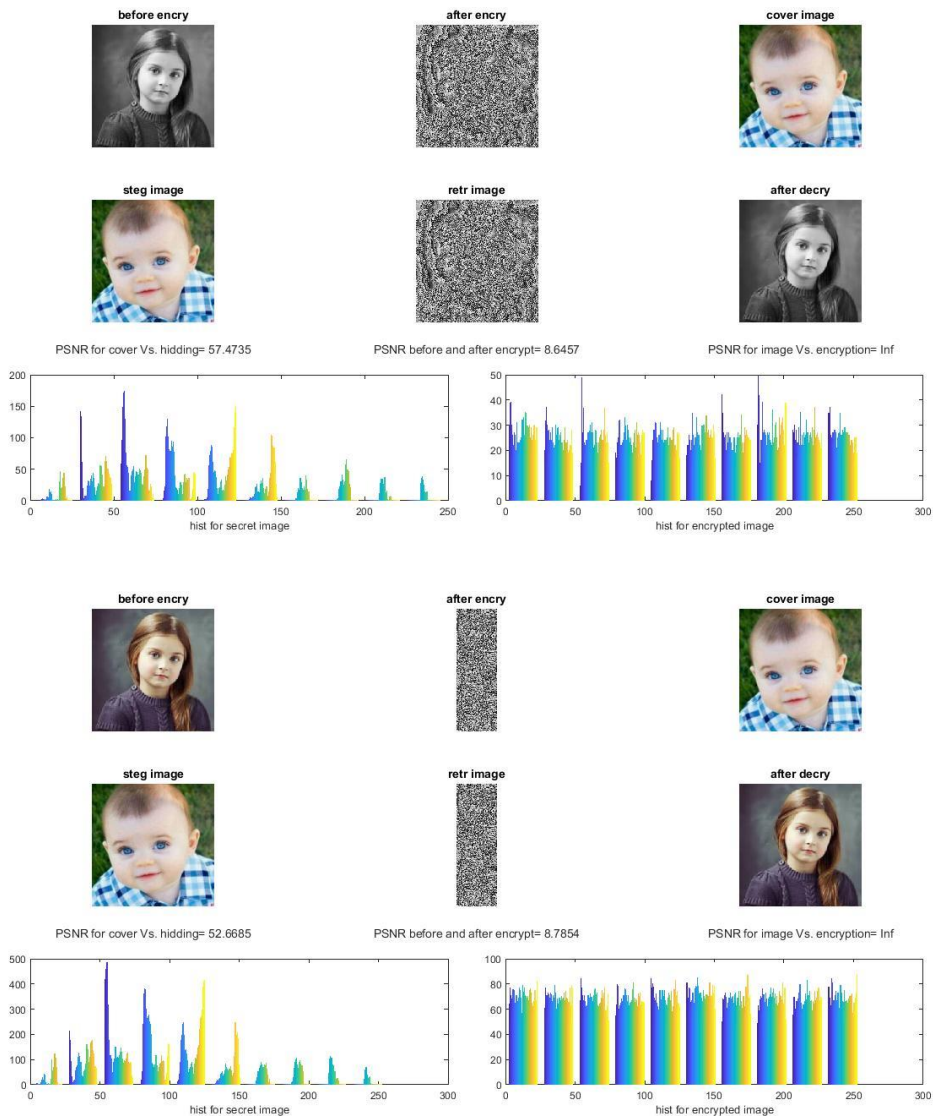 before encry
after encry
cover image
steg image
retr image
after decry
PSNR for cover Vs. hidding= 57.4735
PSNR before and after encrypt= 8.6457
PSNR for image Vs. encryption= Inf
200
150
100
50
0
0 50 100 150 200 250
hist for secret image
50
40
30
20
10
0
0 50 100 150 200 250 300
hist for encrypted image
before encry
after encry
cover image
steg image
retr image
after decry
PSNR for cover Vs. hidding= 52.6685
PSNR before and after encrypt= 8.7854
PSNR for image Vs. encryption= Inf
500
400
300
200
100
0
0 50 100 150 200 250 300
hist for secret image
100
80
60
40
20
0
0 50 100 150 200 250 300
hist for encrypted image